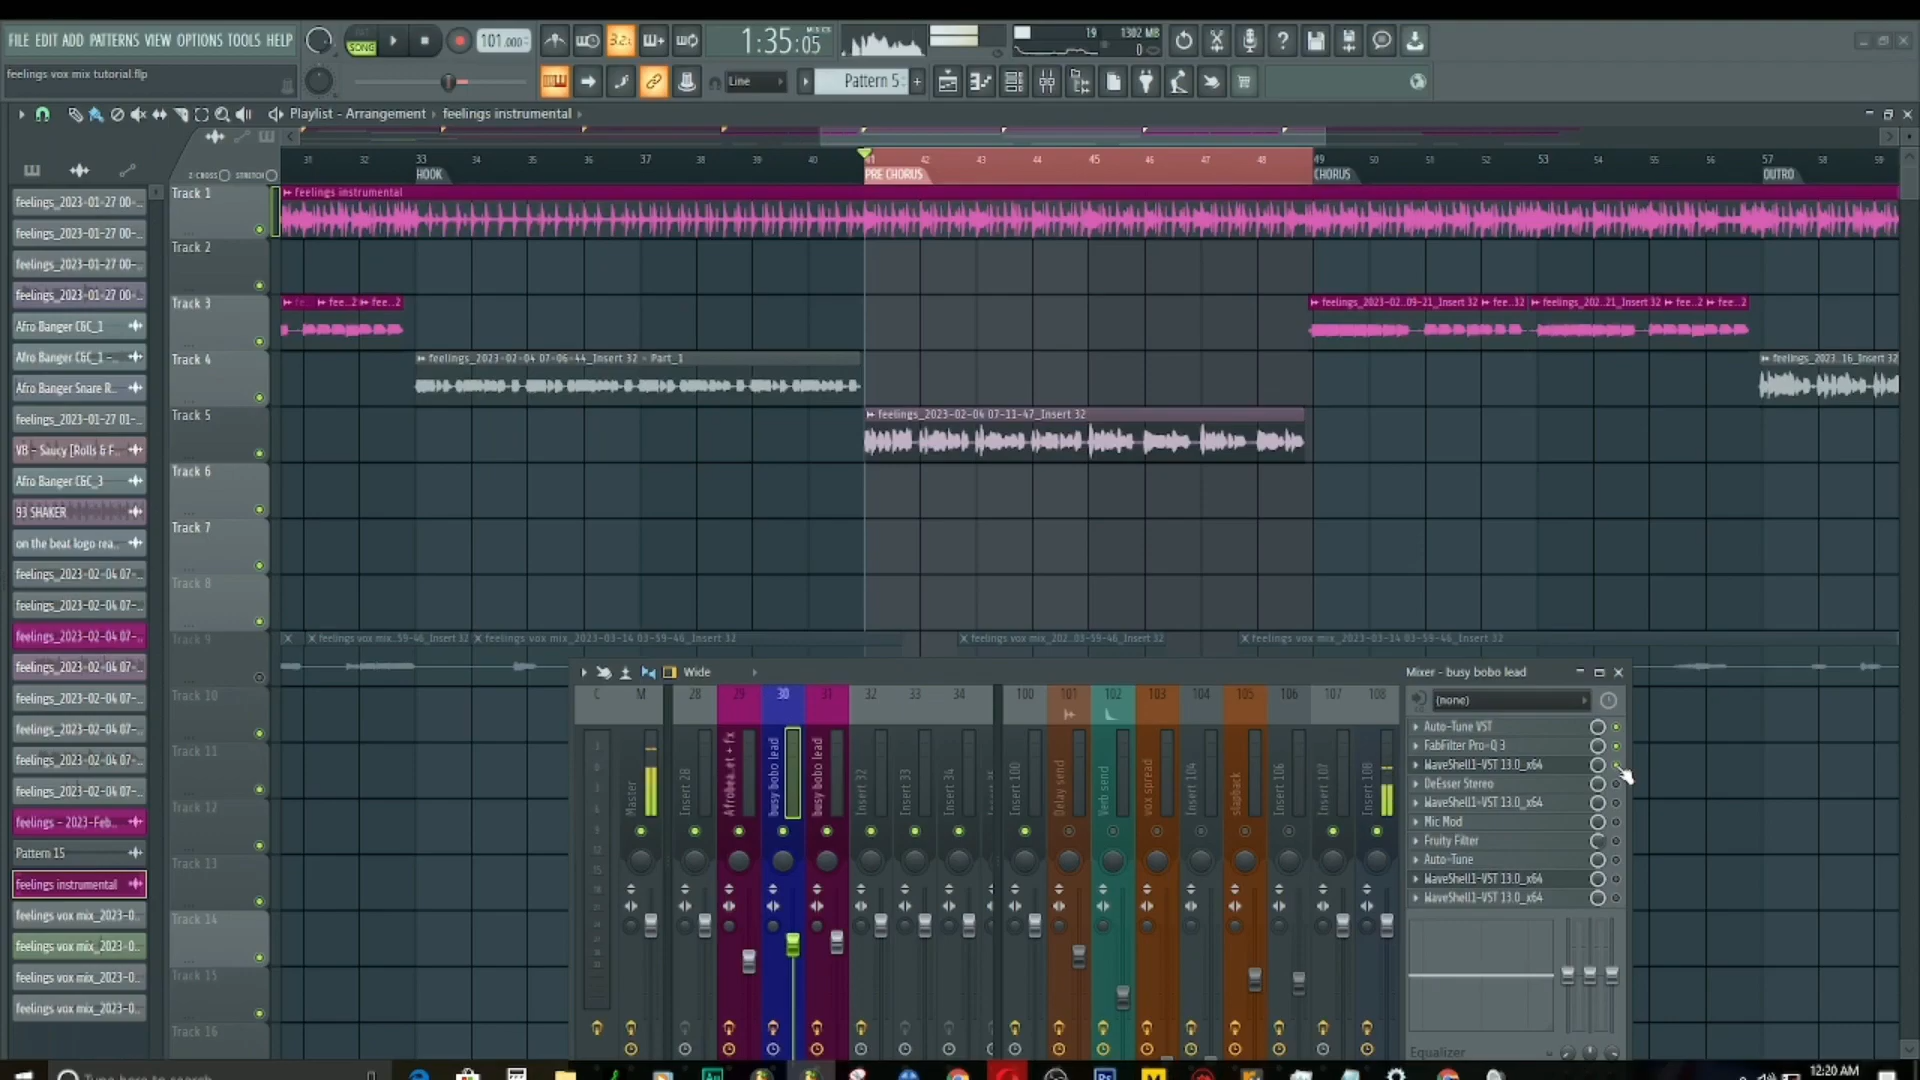 FILE EDIT ADD PATTERNS VIEW OPTIONS TOOLS HELP
SONG
101.000
3.2.1
1:35:05
19
1302 MB
0
feelings vox mix tutorial.flp
Line
Pattern 5
+
Playlist - Arrangement › feelings instrumental ›
Z-CROSS STRETCH
31 32 33 34 35 36 37 38 39 40 41 42 43 44 45 46 47 48 49 50 51 52 53 54 55 56 57 58 59
HOOK
PRE CHORUS
CHORUS
OUTRO
feelings_2023-01-27 00-..
feelings_2023-01-27 00-..
feelings_2023-01-27 00-..
feelings_2023-01-27 00-..
Afro Banger C&C_1
Afro Banger C&C_1 -..
Afro Banger Snare R..
feelings_2023-01-27 01-..
VB - Saucy [Rolls & F..
Afro Banger C&C_3
93 SHAKER
on the beat logo rea..
feelings_2023-02-04 07-..
feelings_2023-02-04 07-..
feelings_2023-02-04 07-..
feelings_2023-02-04 07-..
feelings_2023-02-04 07-..
feelings_2023-02-04 07-..
feelings_2023-02-04 07-..
feelings_2023-02-04 07-..
feelings - 2023-Feb..
Pattern 15
feelings instrumental
feelings vox mix_2023-0..
feelings vox mix_2023-0..
feelings vox mix_2023-0..
feelings vox mix_2023-0..
Track 1
feelings instrumental
Track 2
Track 3
fee..2 fee..2
feelings_2023-02..09-21_Insert 32 fee..32 feelings_202..21_Insert 32 fee..2 fee..2
Track 4
feelings_2023-02-04 07-06-44_Insert 32 - Part_1
feelings_2023..16_Insert 32
Track 5
feelings_2023-02-04 07-11-47_Insert 32
Track 6
Track 7
Track 8
Track 9
feelings vox mix..59-46_Insert 32
feelings vox mix_2023-03-14 03-59-46_Insert 32
feelings vox mix_202..03-59-46_Insert 32
feelings vox mix_2023-03-14 03-59-46_Insert 32
Track 10
Track 11
Track 12
Track 13
Track 14
Track 15
Track 16
Wide
Mixer - busy bobo lead
C M 28 29 30 31 32 33 34 100 101 102 103 104 105 106 107 108
Master
Insert 28
busy bobo lead
busy bobo lead
Insert 32
Insert 33
Insert 34
Insert 100
Delay send
Verb send
vox spread
Insert 104
slapback
Insert 106
Insert 107
Insert 108
(none)
Auto-Tune VST
FabFilter Pro-Q 3
WaveShell1-VST 13.0_x64
DeEsser Stereo
WaveShell1-VST 13.0_x64
Mic Mod
Fruity Filter
Auto-Tune
WaveShell1-VST 13.0_x64
WaveShell1-VST 13.0_x64
Equalizer
Type here to search
12:20 AM